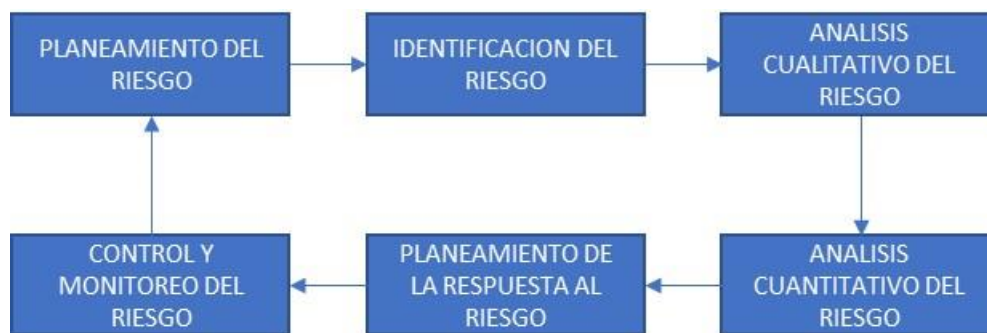 PLANEAMIENTO DEL
RIESGO
IDENTIFICACION DEL
RIESGO
ANALISIS
CUALITATIVO DEL
RIESGO
CONTROL Y
MONITOREO DEL
RIESGO
PLANEAMIENTO DE
LA RESPUESTA AL
RIESGO
ANALISIS
CUANTITATIVO DEL
RIESGO